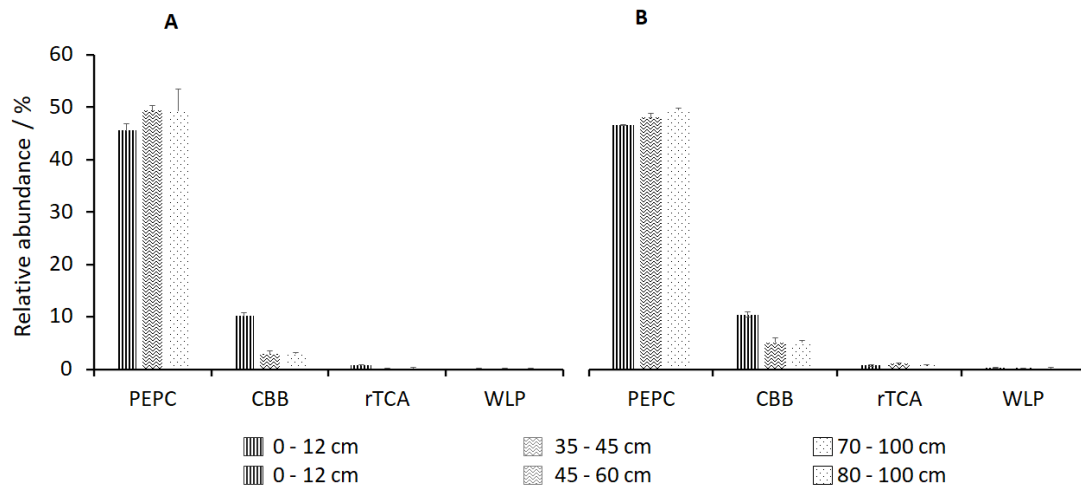 A B
60
50
40
30
20
10
0
Relative abundance / %
PEPC CBB rTCA WLP PEPC CBB rTCA WLP
0 - 12 cm 35 - 45 cm 70 - 100 cm
0 - 12 cm 45 - 60 cm 80 - 100 cm